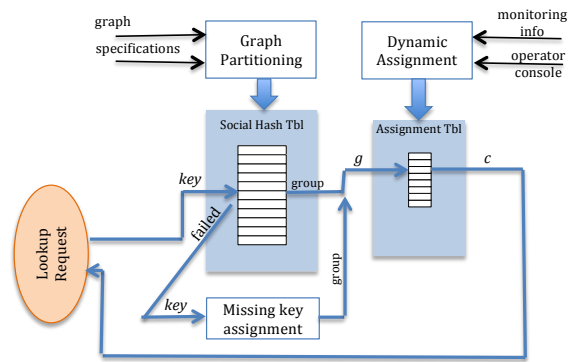 graph
specifications
Graph
Partitioning
Dynamic
Assignment
monitoring
info
operator
console
Social Hash Tbl
Assignment Tbl
key
group
g
c
failed
Lookup
Request
group
key
Missing key
assignment